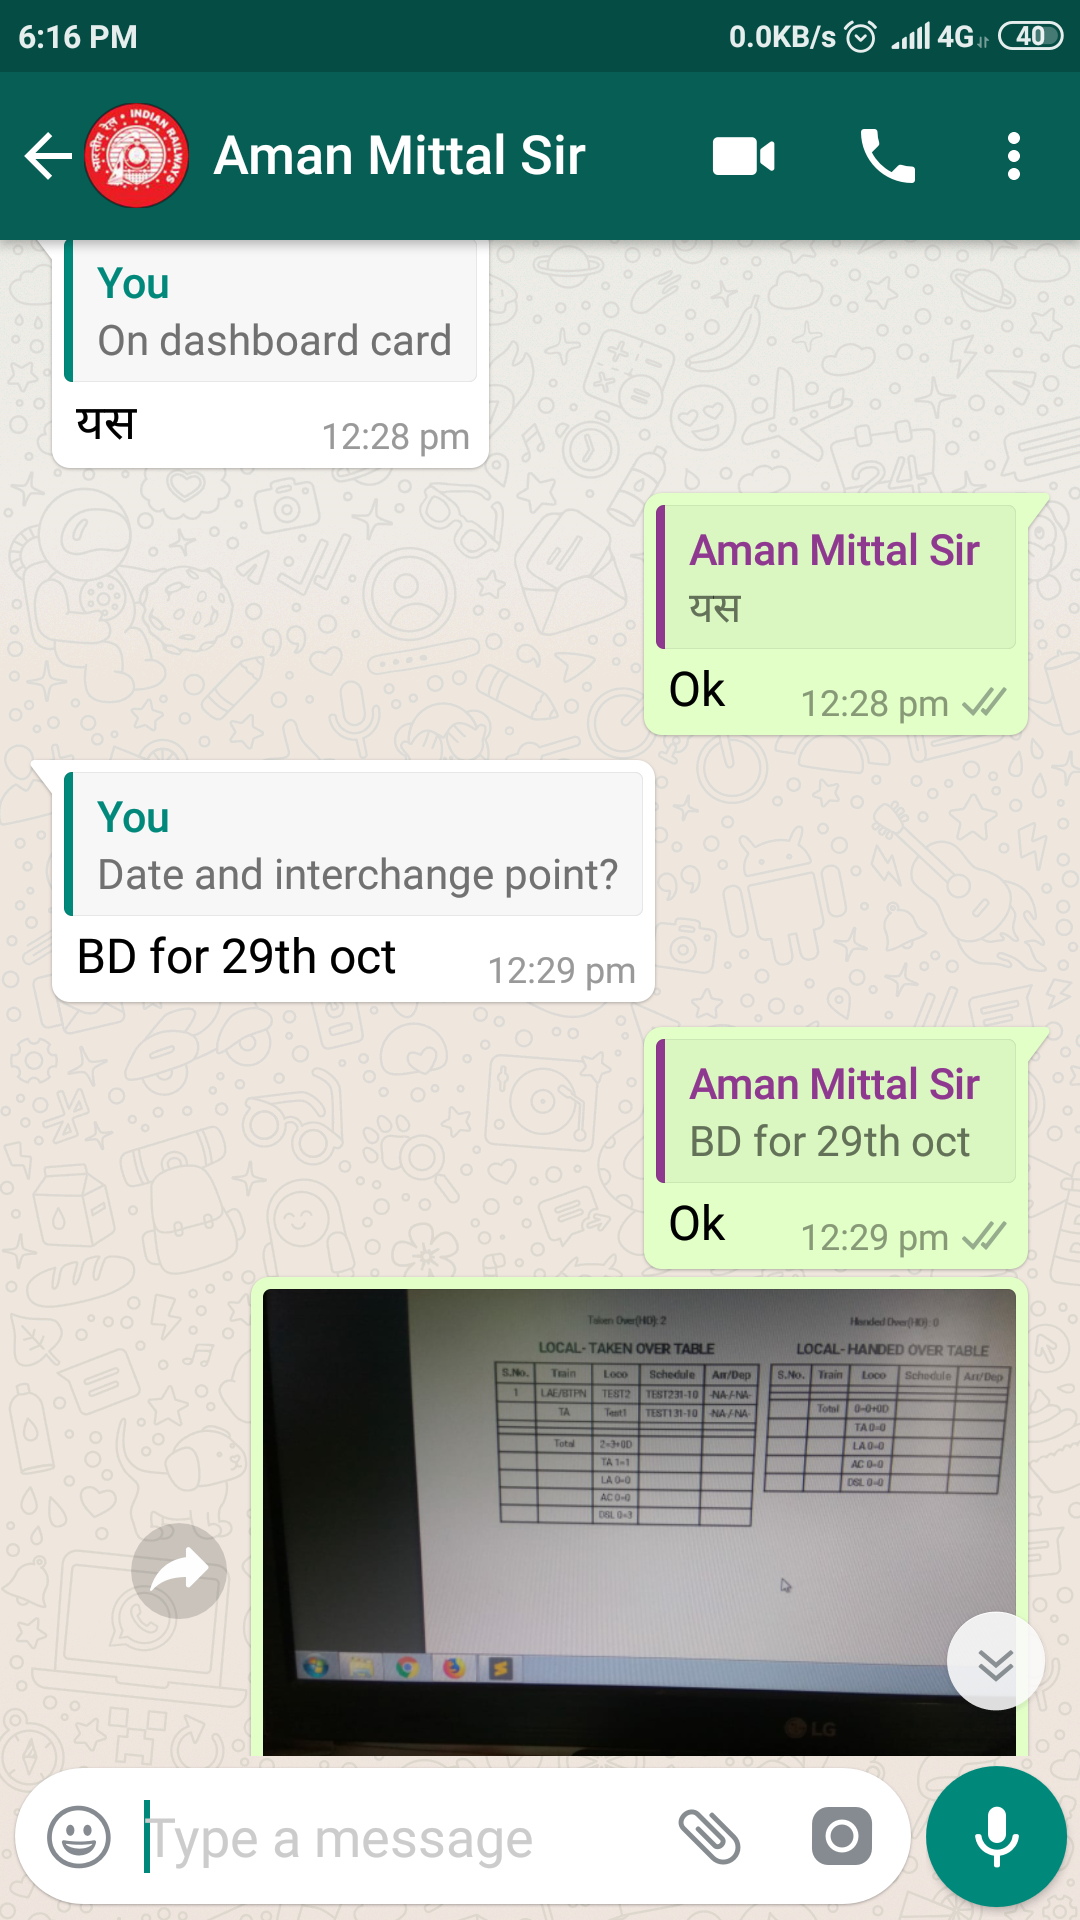 6:16 PM
0.0KB/s 4G 40
Aman Mittal Sir
You
On dashboard card
यस
12:28 pm
Aman Mittal Sir
यस
Ok
12:28 pm
You
Date and interchange point?
BD for 29th oct
12:29 pm
Aman Mittal Sir
BD for 29th oct
Ok
12:29 pm
Taken Over(HO): 2
Handed Over(HO): 0
LOCAL- TAKEN OVER TABLE
LOCAL- HANDED OVER TABLE
S.No. Train Loco Schedule Arr/Dep
S.No. Train Loco Schedule Arr/Dep
1 LAE/BTPN TEST2 TEST231-10 -NA-/-NA-
TA Test1 TEST131-10 -NA-/-NA-
Total 2=3+0D
TA 1=1
LA 0=0
AC 0=0
DSL 0=3
Total 0=0+0D
TA 0=0
LA 0=0
AC 0=0
DSL 0=0
LG
Type a message